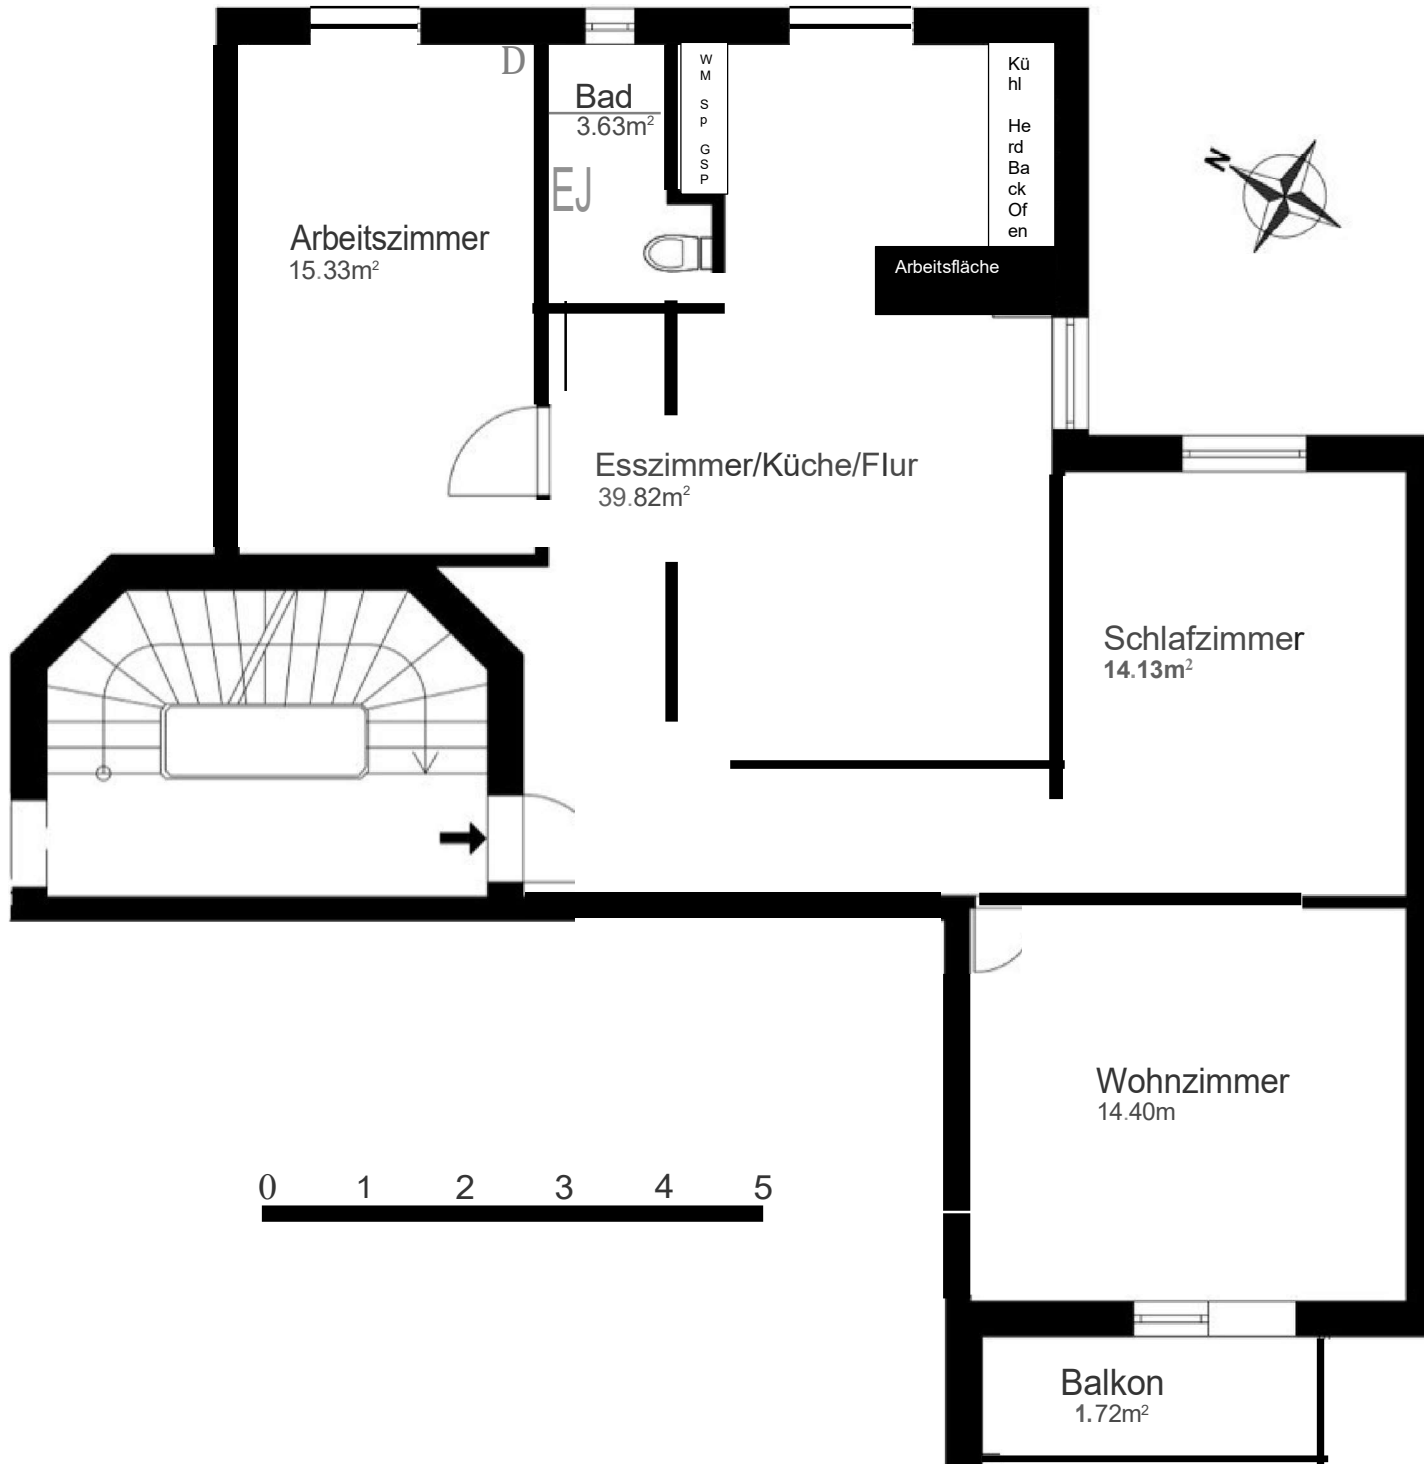 D
Bad
3.63m²
EJ
W
M
S
p
G
S
P
Kü
hl
He
rd
Ba
ck
Of
en
N
Arbeitszimmer
15.33m²
Arbeitsfläche
Esszimmer/Küche/Flur
39.82m²
Schlafzimmer
14.13m²
Wohnzimmer
14.40m
0 1 2 3 4 5
Balkon
1.72m²